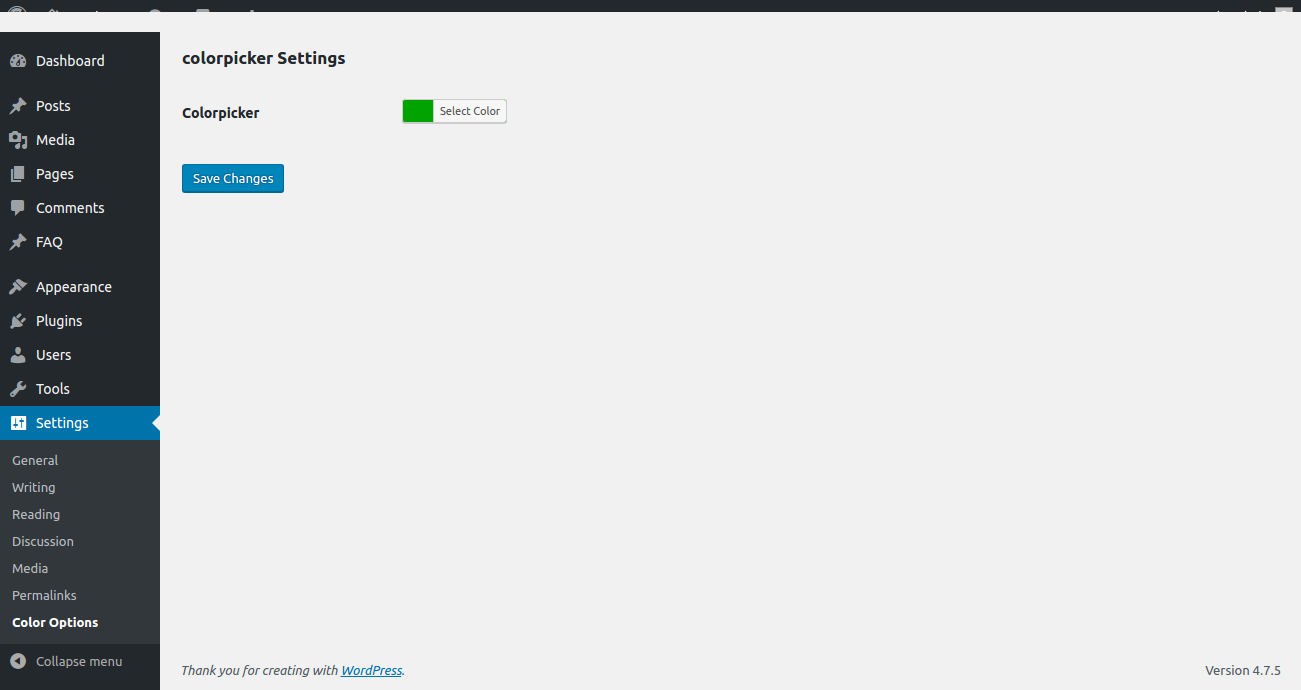 Dashboard
Posts
Media
Pages
Comments
FAQ
Appearance
Plugins
Users
Tools
Settings
General
Writing
Reading
Discussion
Media
Permalinks
Color Options
Collapse menu
colorpicker Settings
Colorpicker
Select Color
Save Changes
Thank you for creating with WordPress.
Version 4.7.5